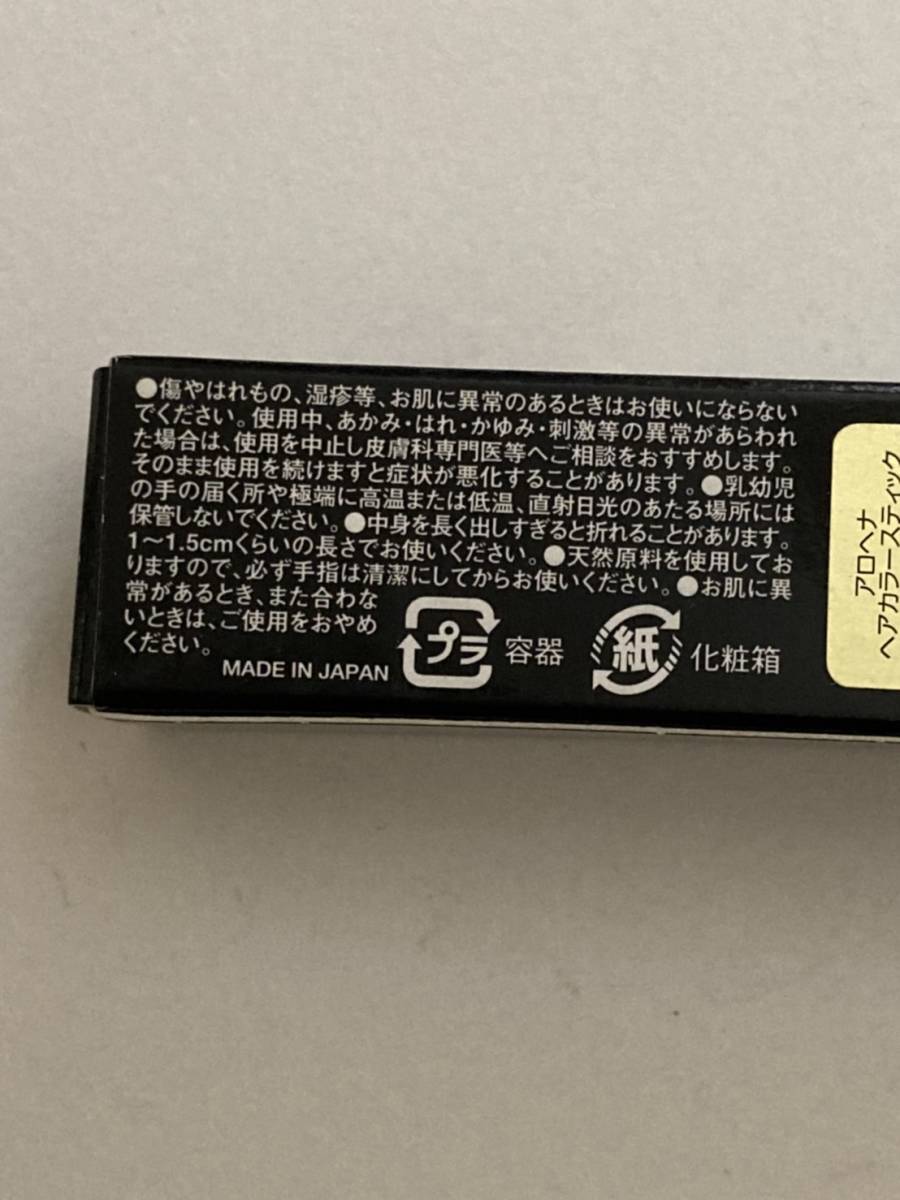 ●傷やはれもの、湿疹等、お肌に異常のあるときはお使いにならない
でください。使用中、あかみ・はれ・かゆみ・刺激等の異常があらわれ
た場合は、使用を中止し皮膚科専門医等へご相談をおすすめします。
そのまま使用を続けますと症状が悪化することがあります。●乳幼児
の手の届く所や極端に高温または低温、直射日光のあたる場所には
保管しないでください。●中身を長く出しすぎると折れることがあります。
1〜1.5cmくらいの長さでお使いください。●天然原料を使用してお
りますので、必ず手指は清潔にしてからお使いください。●お肌に異
常があるとき、また合わな
いときは、ご使用をおやめ
ください。
MADE IN JAPAN
プラ 容器
紙 化粧箱
アロヘナ
ヘアカラースティック